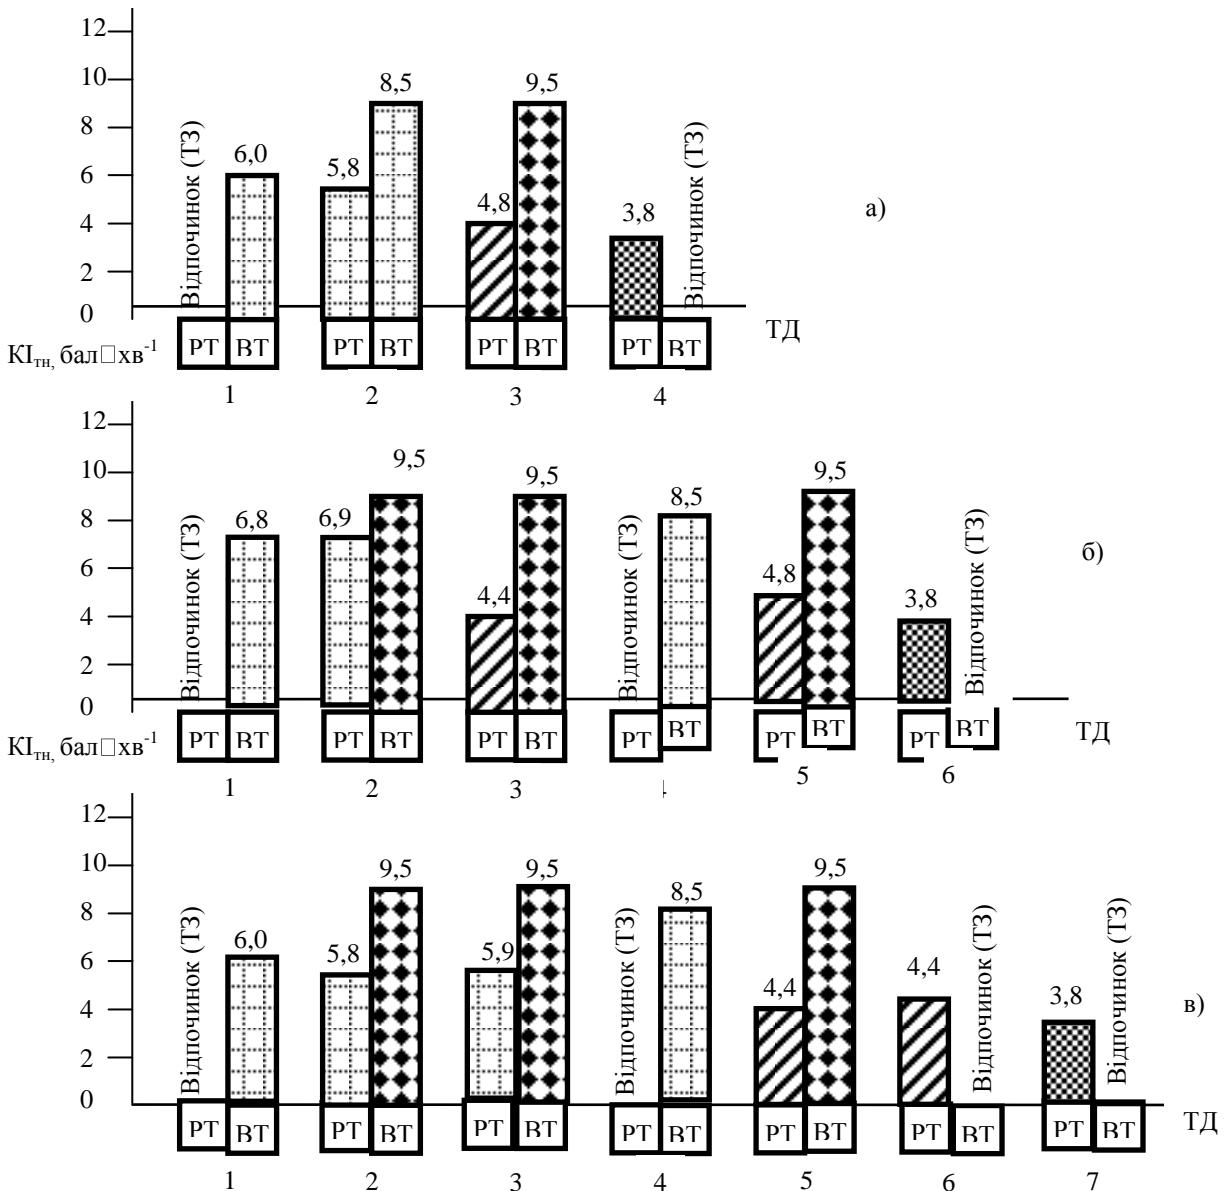 12
10
8
6
4
2
0
Відпочинок (ТЗ)
6,0
5,8
8,5
4,8
9,5
3,8
Відпочинок (ТЗ)
а)
РТ ВТ РТ ВТ РТ ВТ РТ ВТ
ТД
КІтн, бал□хв-1
1 2 3 4
12
10
8
6
4
2
0
Відпочинок (ТЗ)
6,8
6,9
9,5
4,4
9,5
Відпочинок (ТЗ)
8,5
4,8
9,5
3,8
Відпочинок (ТЗ)
б)
РТ ВТ РТ ВТ РТ ВТ РТ ВТ РТ ВТ РТ ВТ
ТД
КІтн, бал□хв-1
1 2 3 5 6
12
10
8
6
4
2
0
Відпочинок (ТЗ)
6,0
5,8
9,5
5,9
9,5
Відпочинок (ТЗ)
8,5
4,4
9,5
4,4
Відпочинок (ТЗ)
3,8
Відпочинок (ТЗ)
в)
РТ ВТ РТ ВТ РТ ВТ РТ ВТ РТ ВТ РТ ВТ РТ ВТ
ТД
1 2 3 4 5 6 7